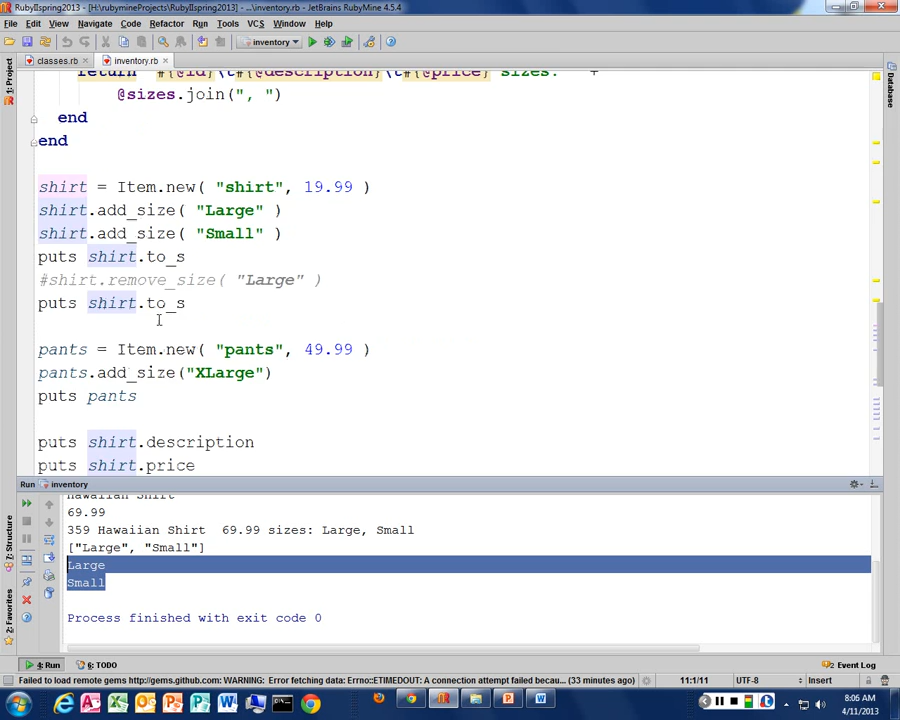 RubyIIspring2013 - [H:\rubymineProjects\RubyIIspring2013] - ...\inventory.rb - JetBrains RubyMine 4.5.4
File Edit View Navigate Code Refactor Run Tools VCS Window Help
inventory
classes.rb inventory.rb
1: Project
Database
return "#{@id}\t#{@description}\t#{@price} sizes: " +
@sizes.join(", ")
end
end
shirt = Item.new( "shirt", 19.99 )
shirt.add_size( "Large" )
shirt.add_size( "Small" )
puts shirt.to_s
#shirt.remove_size( "Large" )
puts shirt.to_s
pants = Item.new( "pants", 49.99 )
pants.add_size("XLarge")
puts pants
puts shirt.description
puts shirt.price
Run inventory
Hawaiian Shirt
69.99
359 Hawaiian Shirt 69.99 sizes: Large, Small
["Large", "Small"]
Large
Small
Process finished with exit code 0
7: Structure
2: Favorites
4: Run 6: TODO Event Log
Failed to load remote gems: gems.github.com: WARNING: Error fetching data: Errno::ETIMEDOUT: A connection attempt failed becau... (33 minutes ago) 11:1/11 UTF-8 Insert
8:05 AM
4/11/2013